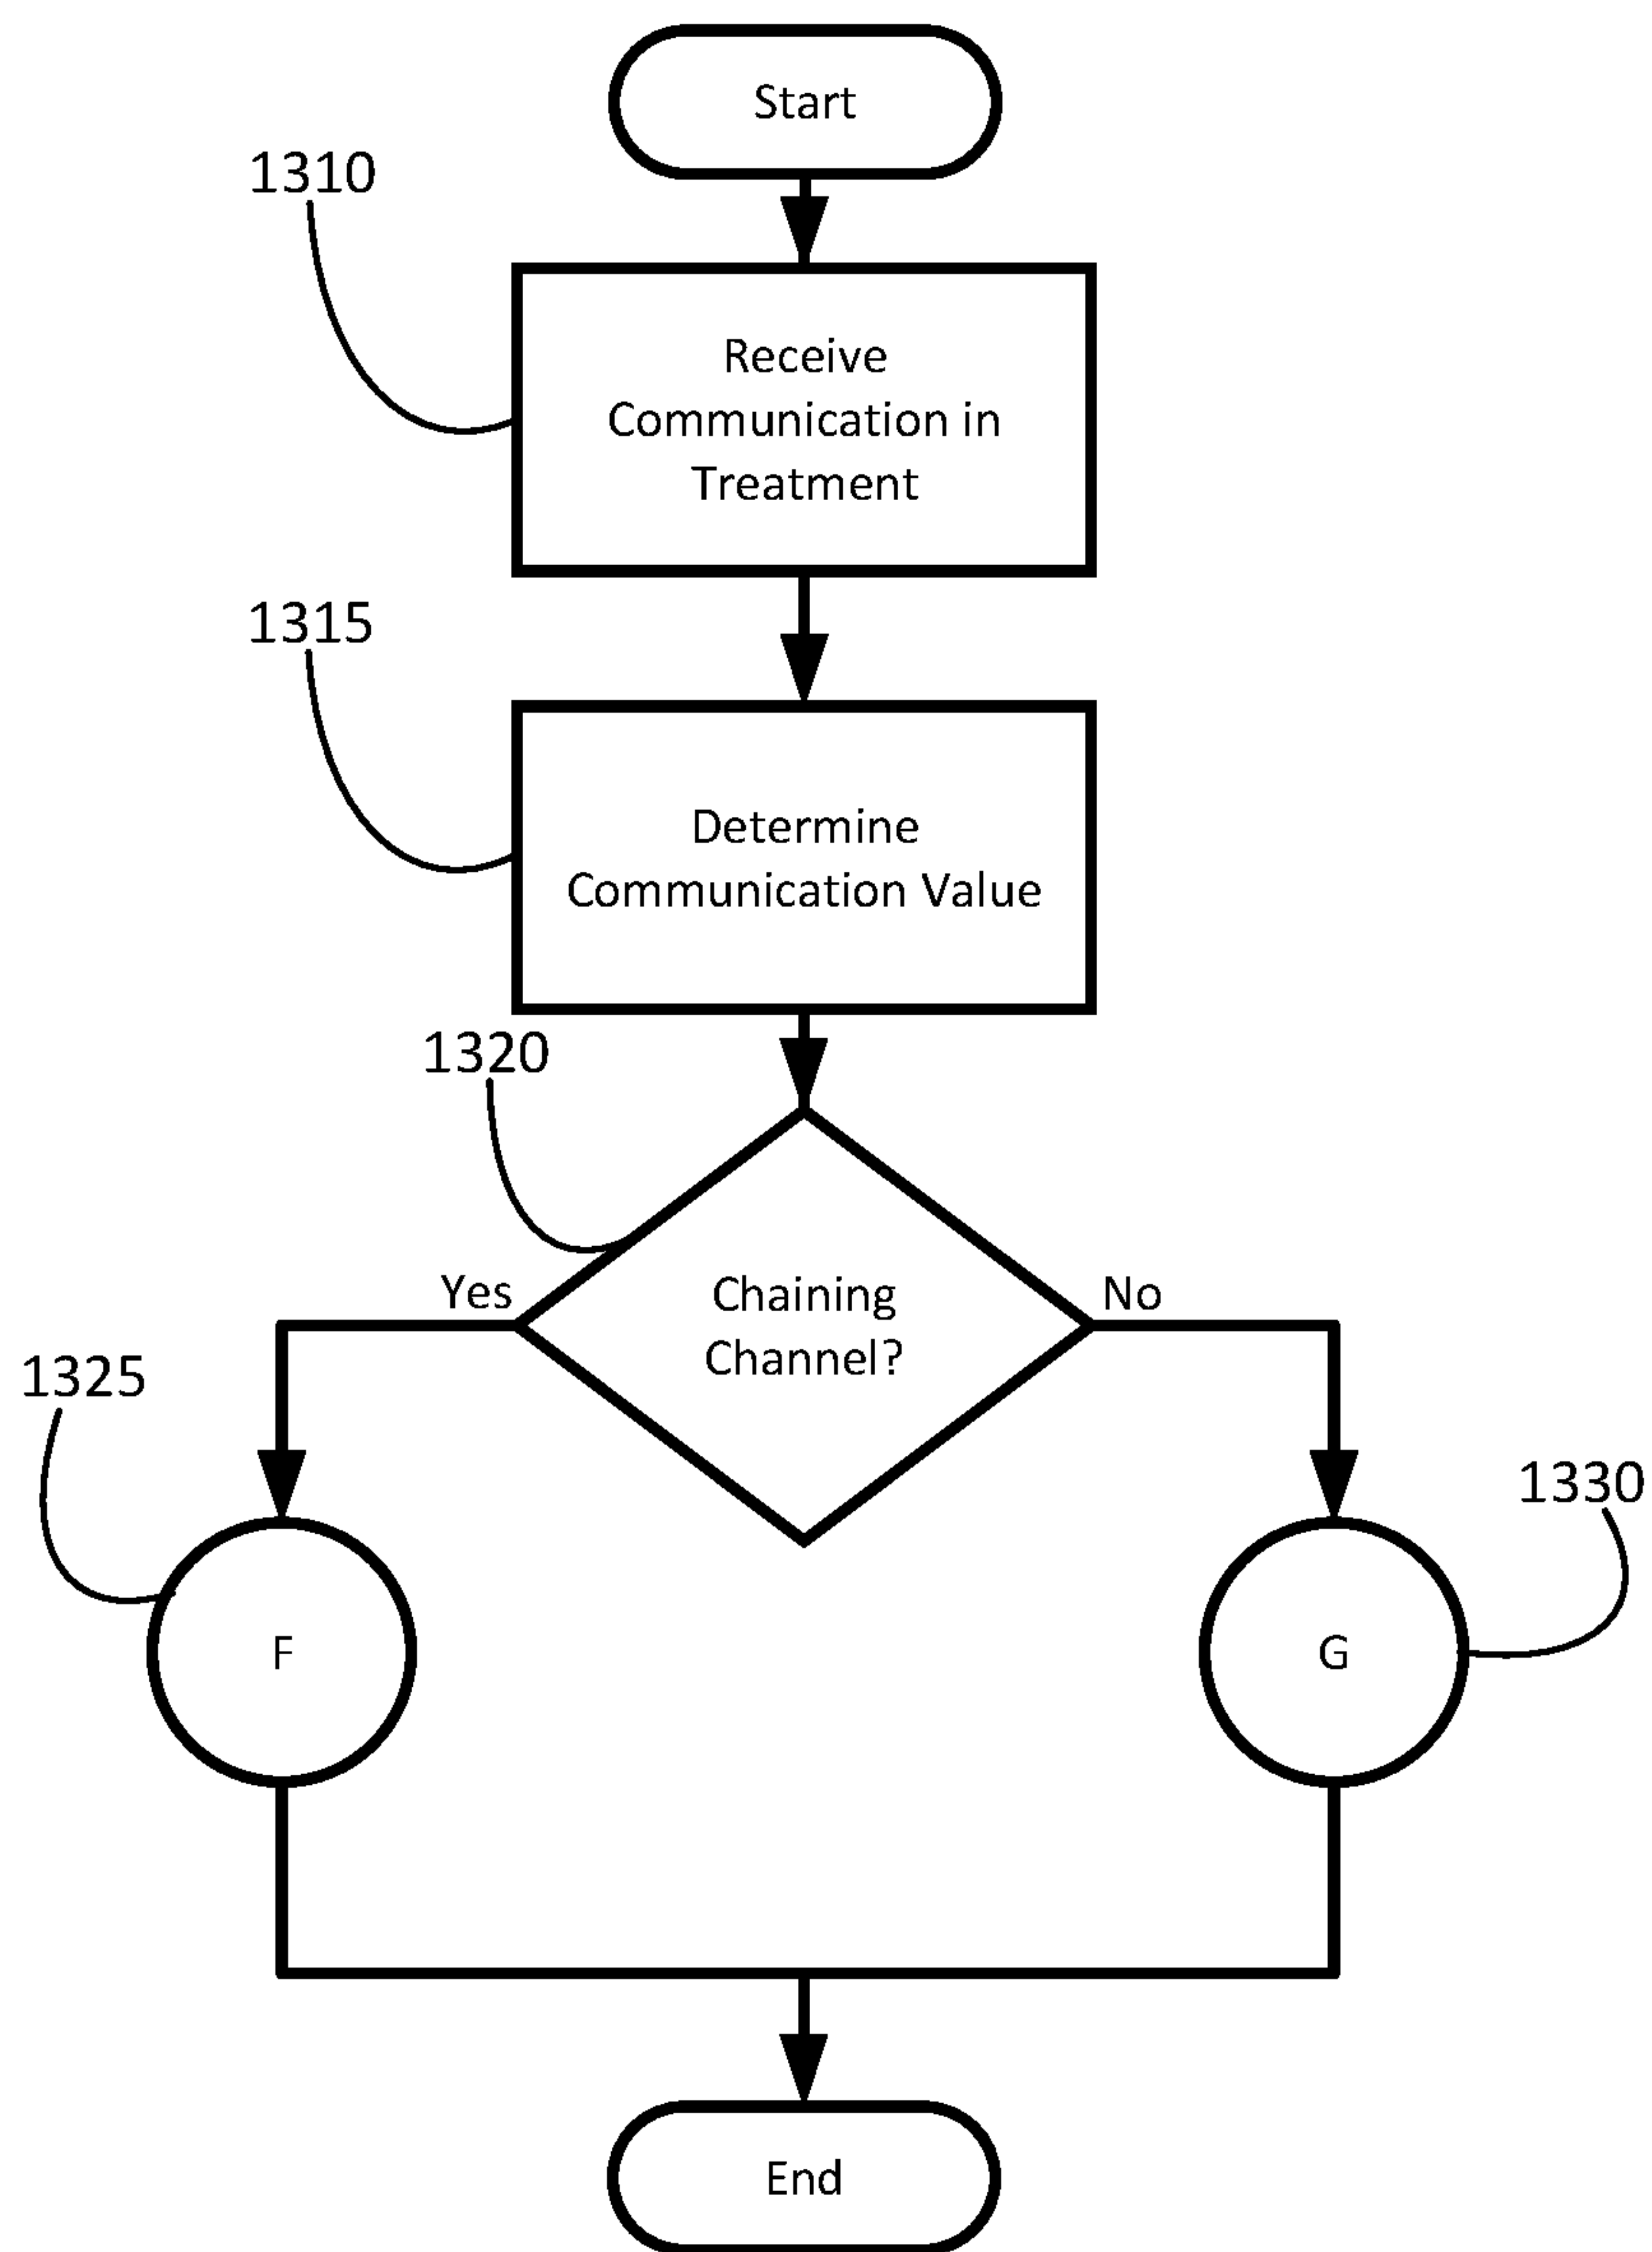 Start
1310
Receive
Communication in
Treatment
1315
Determine
Communication Value
1320
Yes
Chaining
Channel?
No
1325
1330
F
G
End